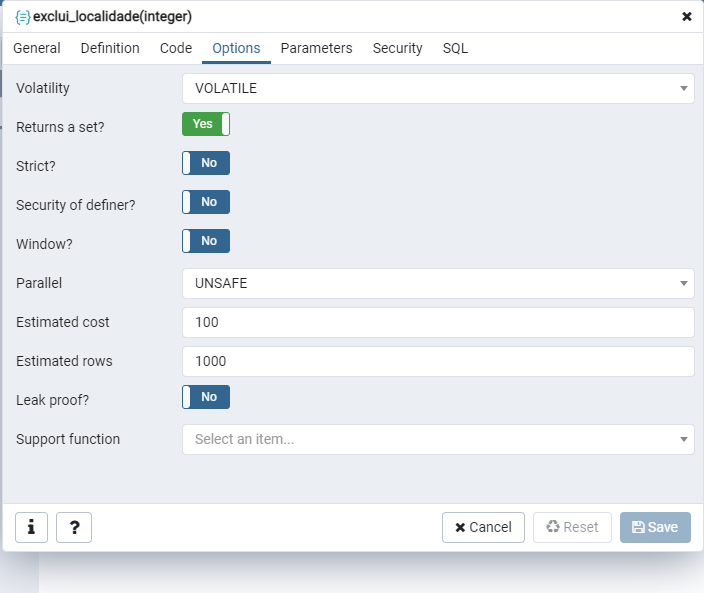 exclui_localidade(integer)
General Definition Code Options Parameters Security SQL
Volatility VOLATILE
Returns a set? Yes
Strict? No
Security of definer? No
Window? No
Parallel UNSAFE
Estimated cost 100
Estimated rows 1000
Leak proof? No
Support function Select an item...
i ? Cancel Reset Save